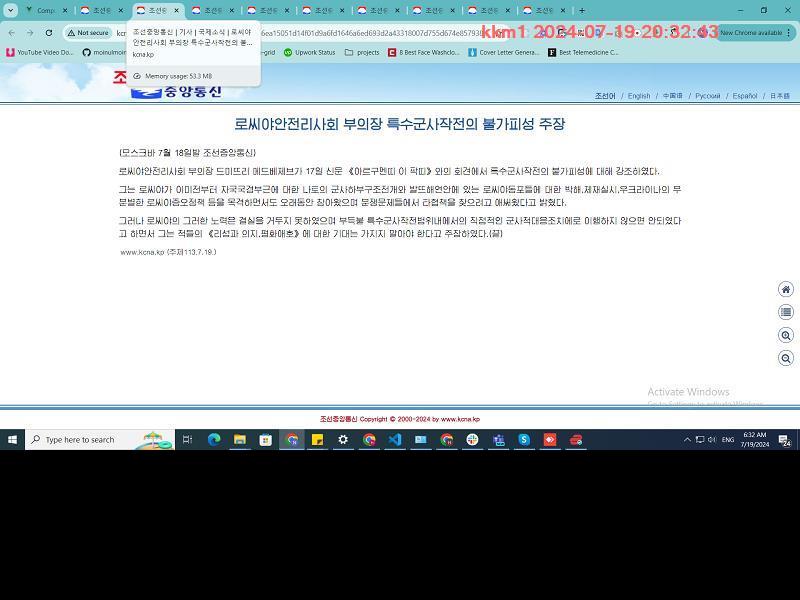 Comp
조선중
조선중
조선중
조선중
조선중
조선중
조선중
조선중
조선중
Not secure
kc
6ea15051d14f01d9a6fd1646a6ed693d2a43318007d755d674e85793
kkm1 2024-07-19-20:32:43
New Chrome available
조선중앙통신 | 기사 | 국제소식 | 로씨야
안전리사회 부의장 특수군사작전의 불...
kcna.kp
Memory usage: 53.3 MB
YouTube Video Do...
moinulmoin
-grid
Upwork Status
projects
8 Best Face Washclo...
Cover Letter Genera...
Best Telemedicine C...
조
중앙통신
조선어 / English / 中国语 / Русский / Español / 日本語
로씨야안전리사회 부의장 특수군사작전의 불가피성 주장
(모스크바 7월 18일발 조선중앙통신)
로씨야안전리사회 부의장 드미뜨리 메드베제브가 17일 신문 《아르구멘띠 이 팍띠》와의 회견에서 특수군사작전의 불가피성에 대해 강조하였다.
그는 로씨야가 이미전부터 자국국경부근에 대한 나토의 군사하부구조전개와 발뜨해연안에 있는 로씨야동포들에 대한 박해,제재실시,우크라이나의 무
분별한 로씨야증오정책 등을 목격하면서도 오래동안 참아왔으며 분쟁문제들에서 타협책을 찾으려고 애써왔다고 밝혔다.
그러나 로씨야의 그러한 노력은 결실을 거두지 못하였으며 부득불 특수군사작전범위내에서의 직접적인 군사적대응조치에로 이행하지 않으면 안되였다
고 하면서 그는 적들의 《리성과 의지,평화애호》에 대한 기대는 가지지 말아야 한다고 주장하였다.(끝)
www.kcna.kp (주체113.7.19.)
Activate Windows
Go to Settings to activate Windows.
조선중앙통신 Copyright © 2000-2024 by www.kcna.kp
Type here to search
ENG
6:32 AM
7/19/2024
24